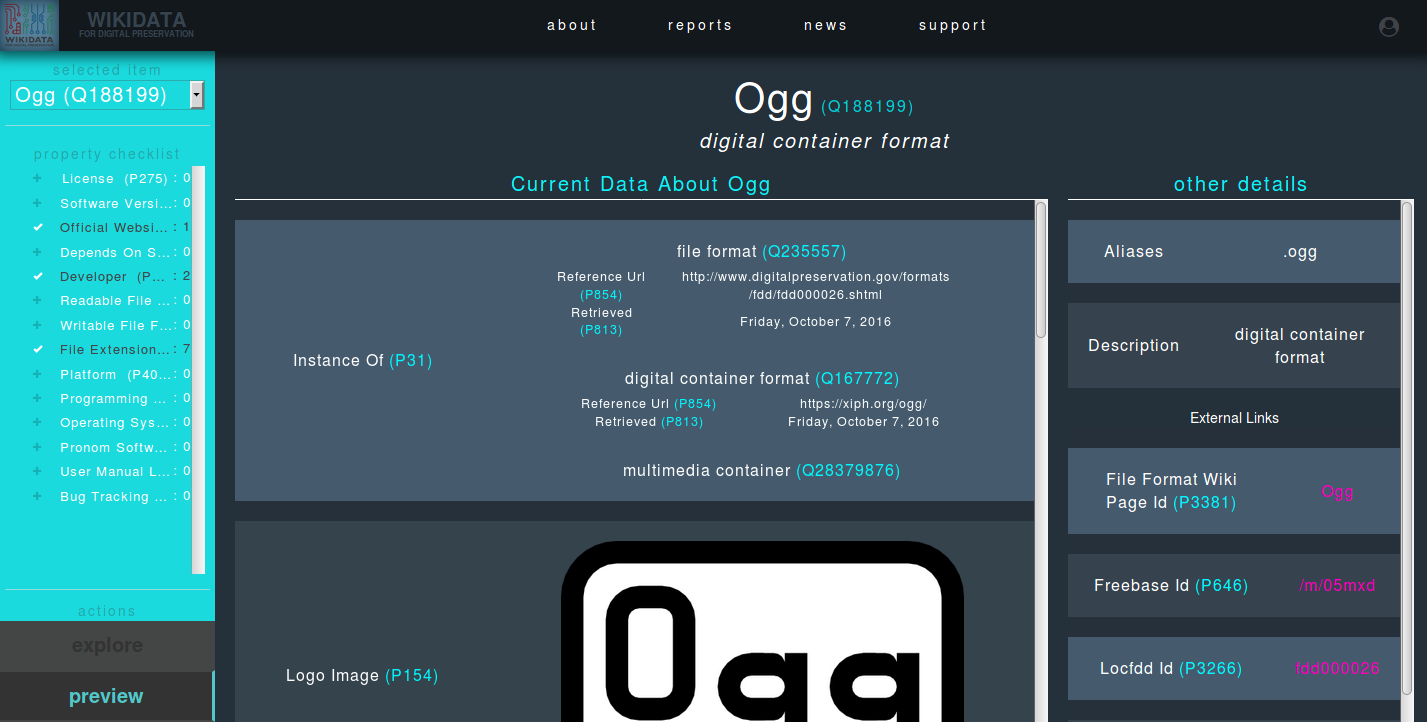 WIKIDATA
WIKIDATA
FOR DIGITAL PRESERVATION
about reports news support
selected item
Ogg (Q188199)
property checklist
License (P275) : 0
Software Versi... : 0
Official Websi... : 1
Depends On S... : 0
Developer (P... : 2
Readable File ... : 0
Writable File F... : 0
File Extension... : 7
Platform (P40... : 0
Programming ... : 0
Operating Sys... : 0
Pronom Softw... : 0
User Manual L... : 0
Bug Tracking ... : 0
actions
explore
preview
Ogg (Q188199)
digital container format
Current Data About Ogg
Instance Of (P31)
file format (Q235557)
Reference Url
(P854)
http://www.digitalpreservation.gov/formats
/fdd/fdd000026.shtml
Retrieved
(P813)
Friday, October 7, 2016
digital container format (Q167772)
Reference Url (P854) https://xiph.org/ogg/
Retrieved (P813) Friday, October 7, 2016
multimedia container (Q28379876)
Logo Image (P154)
Ogg
other details
Aliases .ogg
Description
digital container
format
External Links
File Format Wiki
Page Id (P3381)
Ogg
Freebase Id (P646) /m/05mxd
Locfdd Id (P3266) fdd000026